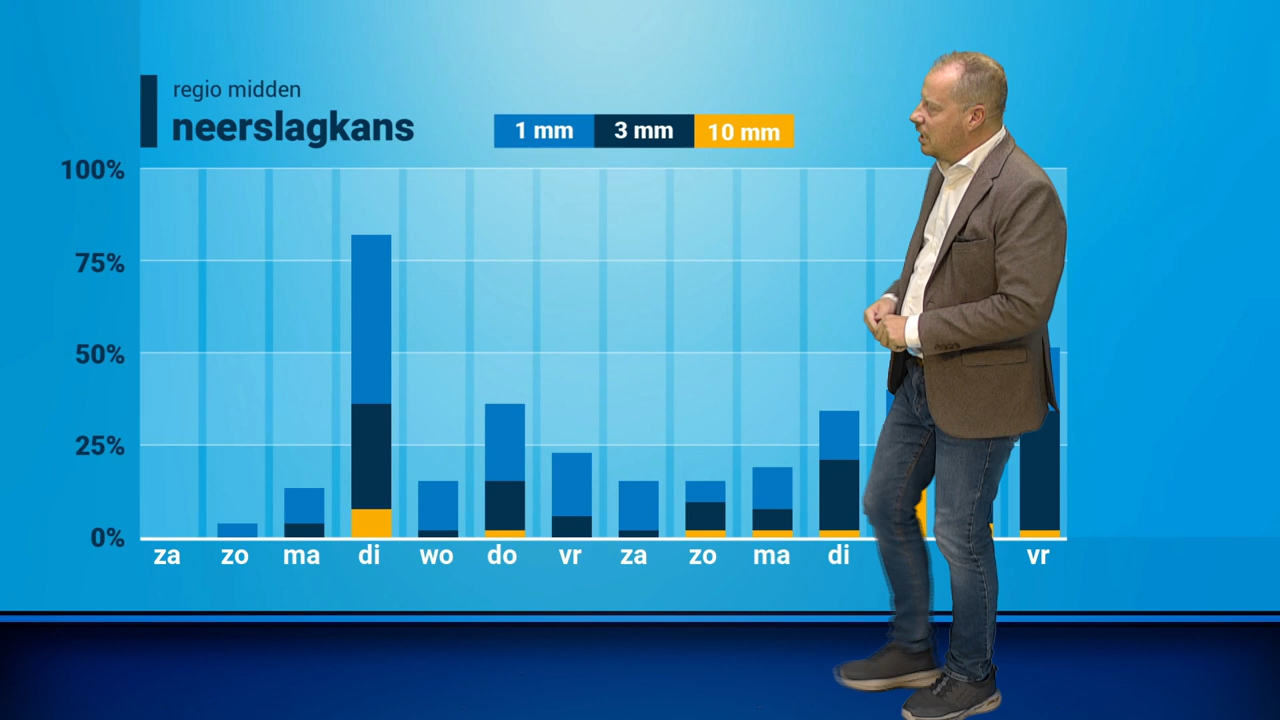 regio midden
neerslagkans
1 mm 3 mm 10 mm
100%
75%
50%
25%
0%
za zo ma di wo do vr za zo ma di vr